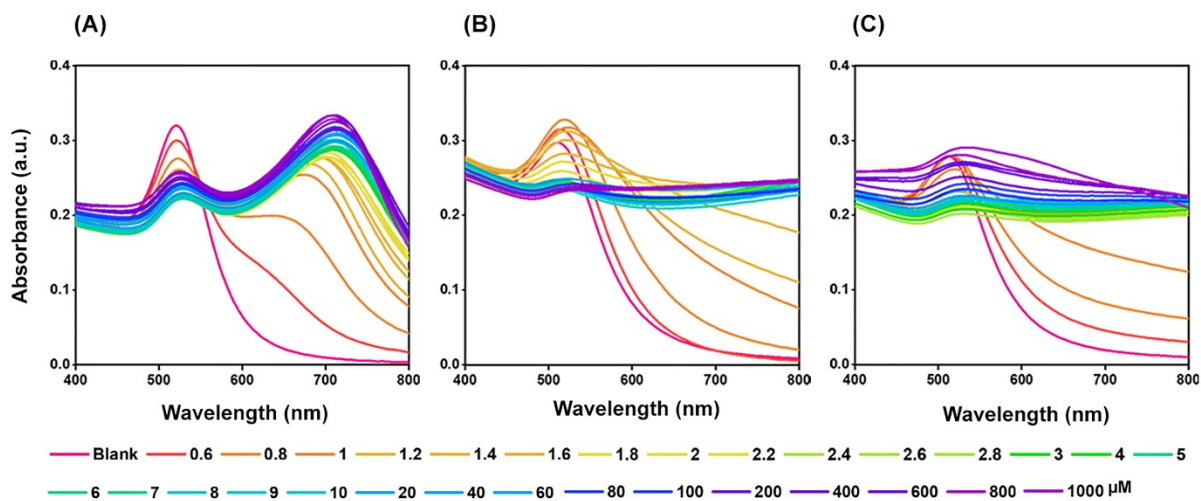 (A) (B) (C)
0.4 0.4 0.4
0.3 0.3 0.3
0.2 0.2 0.2
0.1 0.1 0.1
0.0 0.0 0.0
Absorbance (a.u.)
400 500 600 700 800 400 500 600 700 800 400 500 600 700 800
Wavelength (nm) Wavelength (nm) Wavelength (nm)
Blank 0.6 0.8 1 1.2 1.4 1.6 1.8 2 2.2 2.4 2.6 2.8 3 4 5
6 7 8 9 10 20 40 60 80 100 200 400 600 800 1000 µM